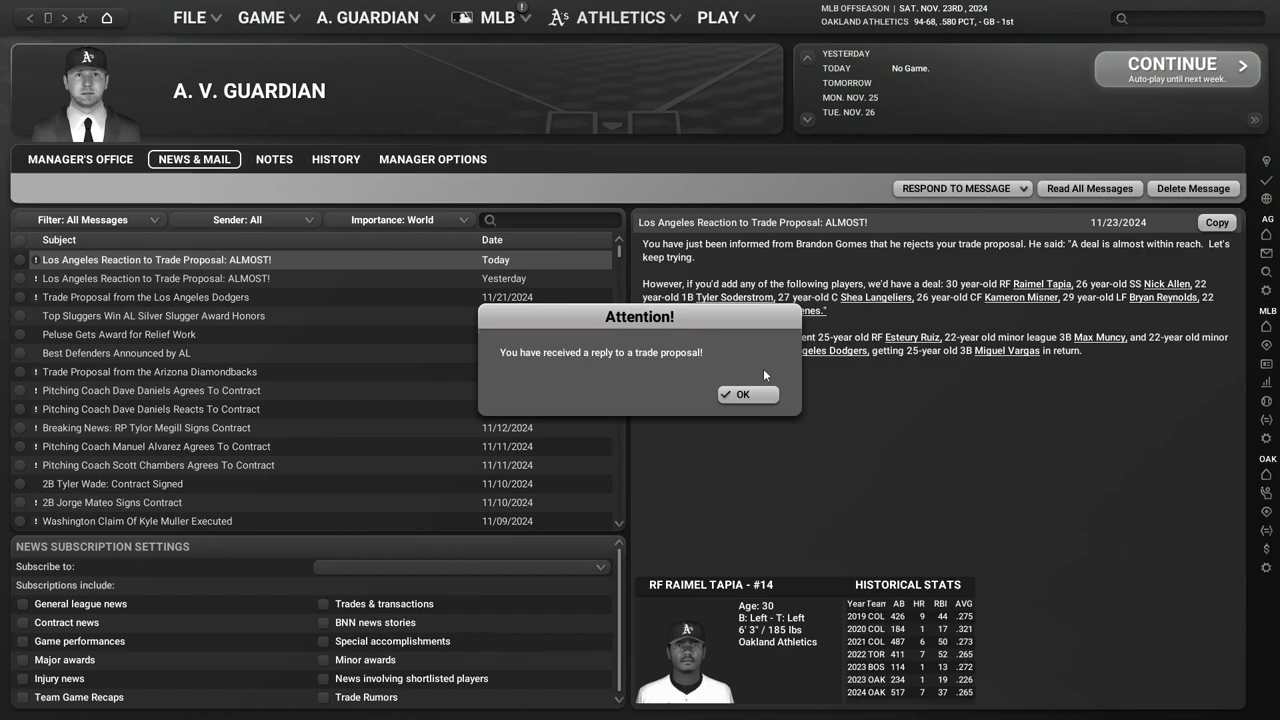 FILE
GAME
A. GUARDIAN
MLB
!
A's ATHLETICS
PLAY
MLB OFFSEASON | SAT. NOV. 23RD , 2024
OAKLAND ATHLETICS 94-68, .580 PCT, - GB - 1st
A. V. GUARDIAN
YESTERDAY
TODAY No Game.
TOMORROW
MON. NOV. 25
TUE. NOV. 26
CONTINUE
Auto-play until next week.
MANAGER'S OFFICE
NEWS & MAIL
NOTES
HISTORY
MANAGER OPTIONS
RESPOND TO MESSAGE
Read All Messages
Delete Message
Filter: All Messages
Sender: All
Importance: World
Subject Date
! Los Angeles Reaction to Trade Proposal: ALMOST! Today
! Los Angeles Reaction to Trade Proposal: ALMOST! Yesterday
! Trade Proposal from the Los Angeles Dodgers 11/21/2024
Top Sluggers Win AL Silver Slugger Award Honors
Peluse Gets Award for Relief Work
Best Defenders Announced by AL
! Trade Proposal from the Arizona Diamondbacks
! Pitching Coach Dave Daniels Agrees To Contract
! Pitching Coach Dave Daniels Reacts To Contract
! Breaking News: RP Tylor Megill Signs Contract 11/12/2024
! Pitching Coach Manuel Alvarez Agrees To Contract 11/11/2024
! Pitching Coach Scott Chambers Agrees To Contract 11/11/2024
2B Tyler Wade: Contract Signed 11/10/2024
! 2B Jorge Mateo Signs Contract 11/10/2024
! Washington Claim Of Kyle Muller Executed 11/09/2024
Los Angeles Reaction to Trade Proposal: ALMOST! 11/23/2024
Copy
You have just been informed from Brandon Gomes that he rejects your trade proposal. He said: "A deal is almost within reach. Let's
keep trying.
However, if you'd add any of the following players, we'd have a deal: 30 year-old RF Raimel Tapia, 26 year-old SS Nick Allen, 22
year-old 1B Tyler Soderstrom, 27 year-old C Shea Langeliers, 26 year-old CF Kameron Misner, 29 year-old LF Bryan Reynolds, 22
enes."
ent 25-year old RF Esteury Ruiz, 22-year-old minor league 3B Max Muncy, and 22-year-old minor
geles Dodgers, getting 25-year old 3B Miguel Vargas in return.
Attention!
You have received a reply to a trade proposal!
OK
NEWS SUBSCRIPTION SETTINGS
Subscribe to:
Subscriptions include:
General league news Trades & transactions
Contract news BNN news stories
Game performances Special accomplishments
Major awards Minor awards
Injury news News involving shortlisted players
Team Game Recaps Trade Rumors
RF RAIMEL TAPIA - #14
Age: 30
B: Left - T: Left
6' 3" / 185 lbs
Oakland Athletics
HISTORICAL STATS
Year Team AB HR RBI AVG
2019 COL 426 9 44 .275
2020 COL 184 1 17 .321
2021 COL 487 6 50 .273
2022 TOR 411 7 52 .265
2023 BOS 114 1 13 .272
2023 OAK 234 1 19 .226
2024 OAK 517 7 37 .265
AG
MLB
OAK